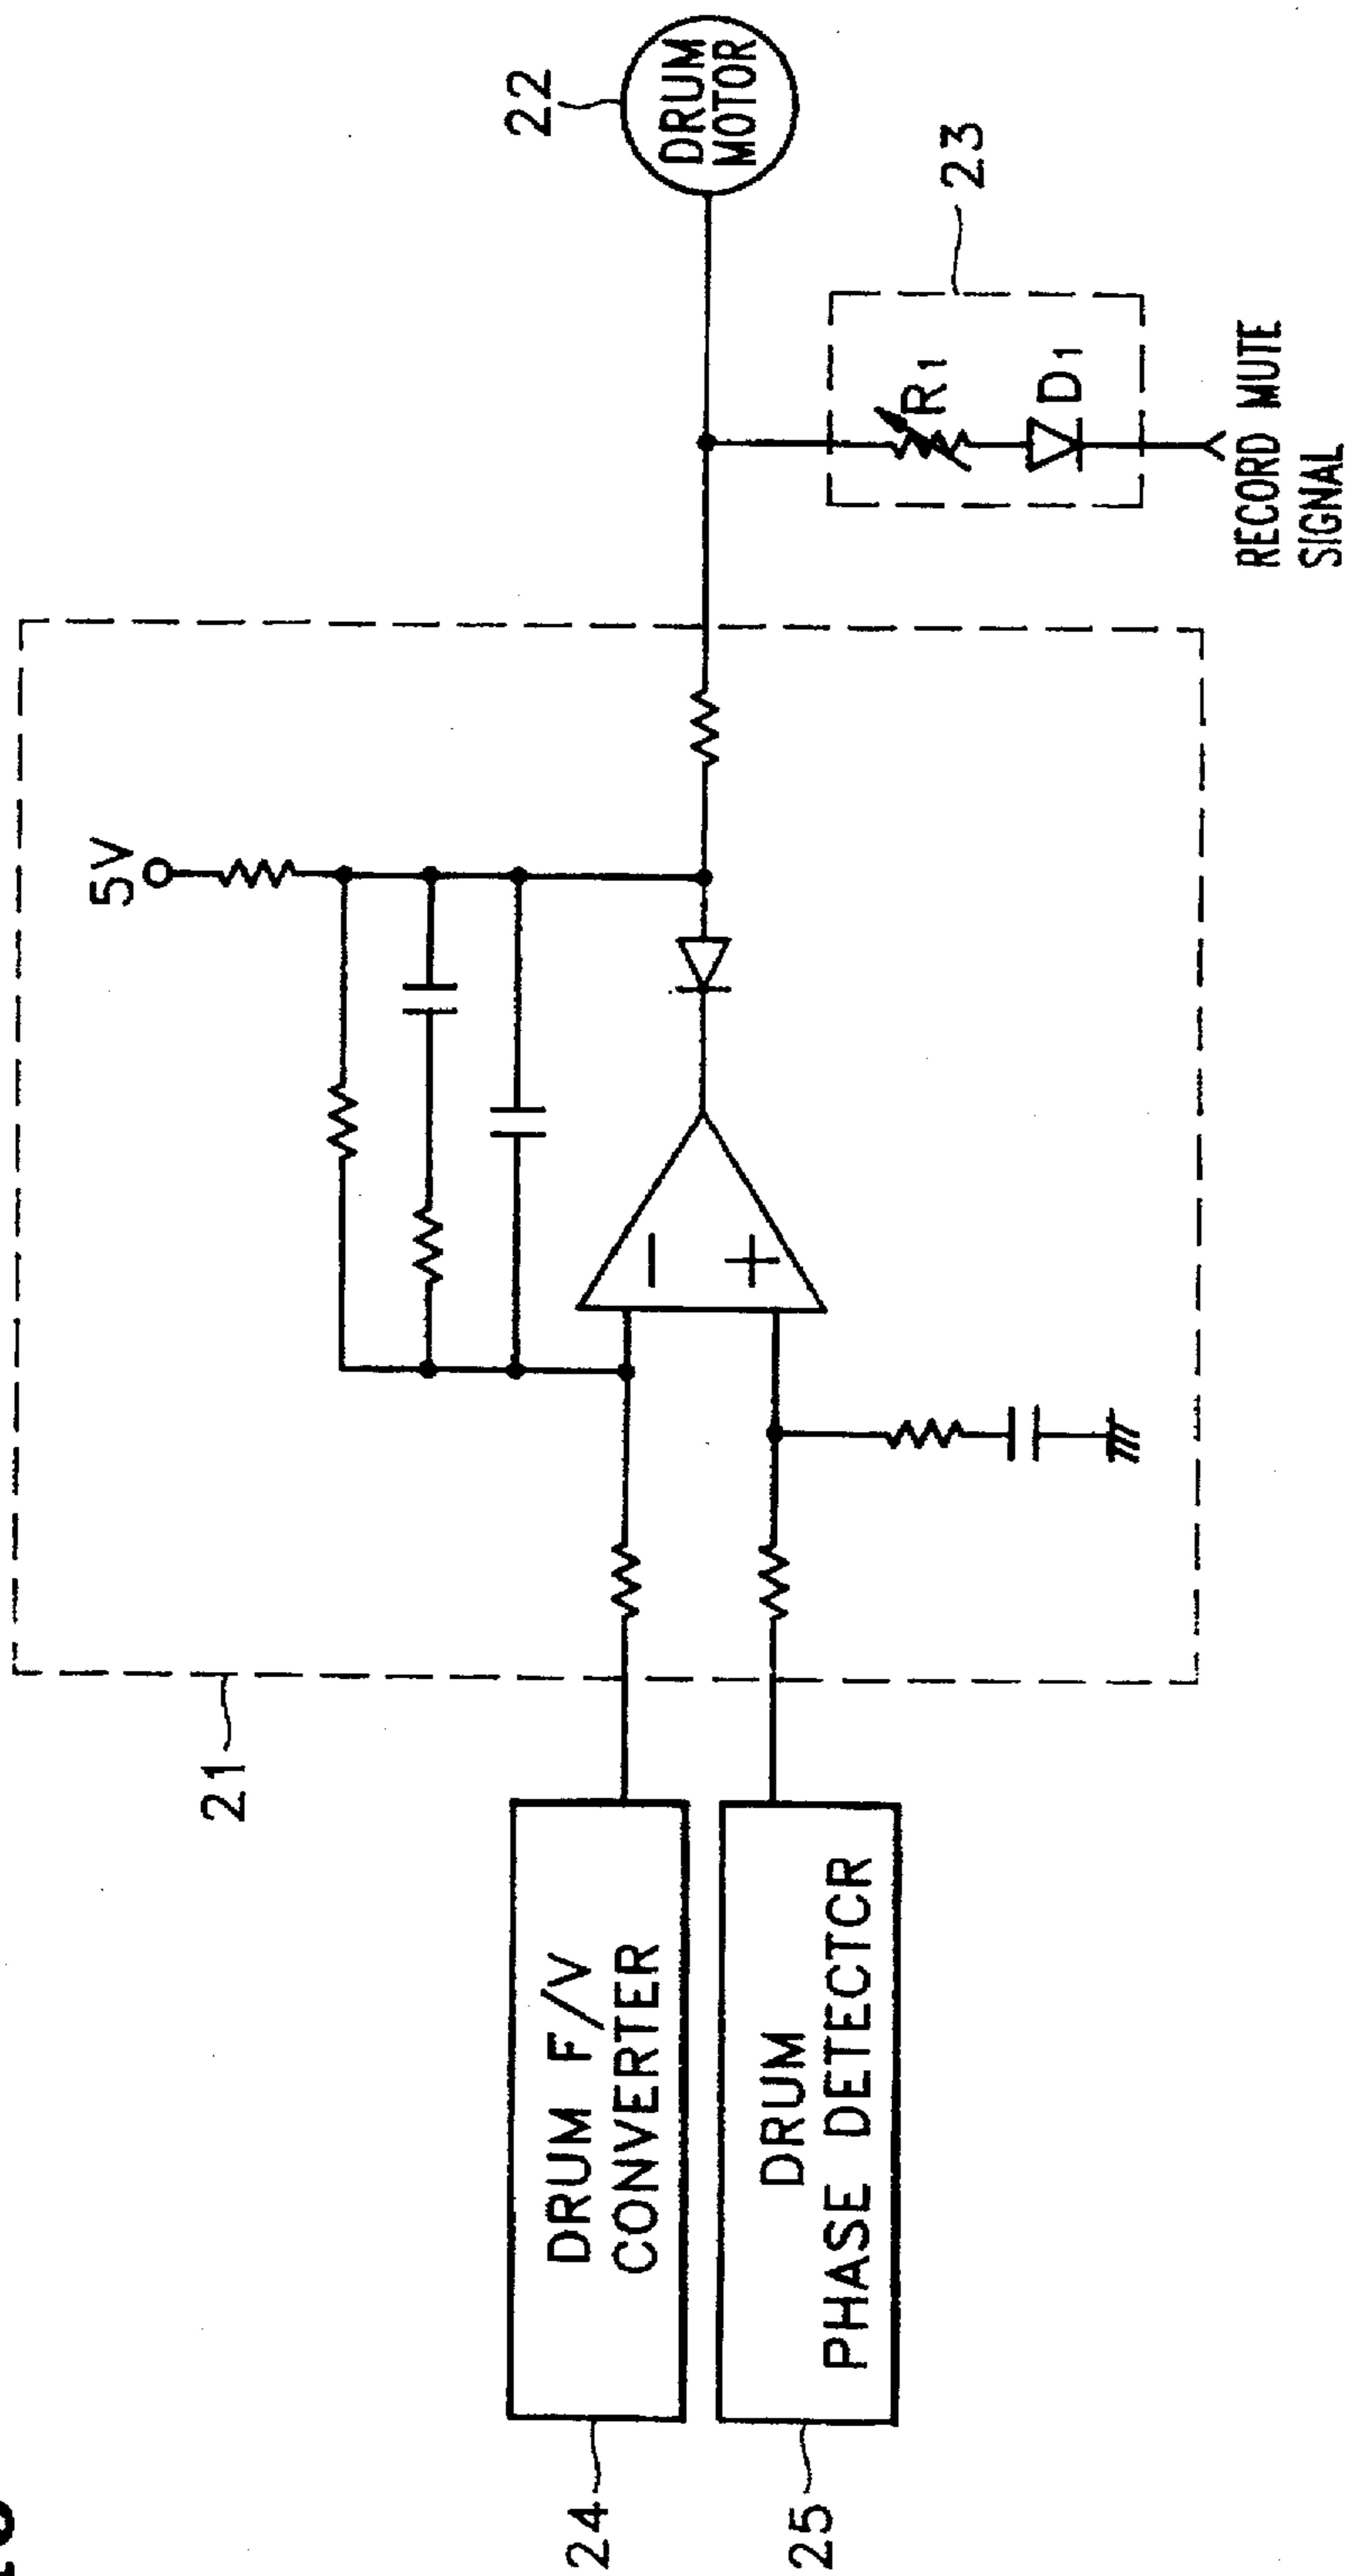 5V
22
DRUM
MOTOR
21
23
R1
D1
RECORD MUTE
SIGNAL
−
+
24
DRUM F/V
CONVERTER
25
DRUM
PHASE DETECTCR